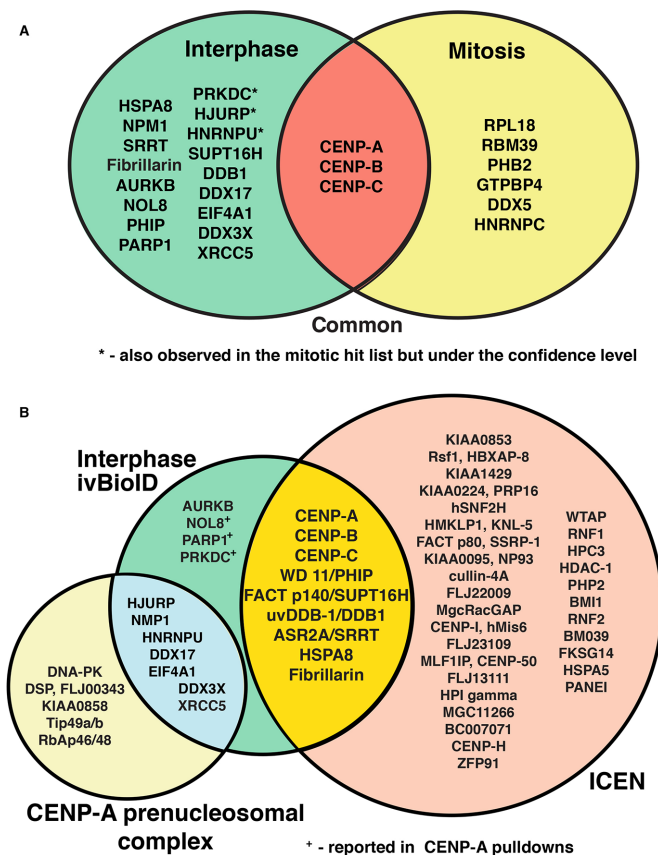 A
Interphase
Mitosis
HSPA8
NPM1
SRRT
Fibrillarin
AURKB
NOL8
PHIP
PARP1
PRKDC*
HJURP*
HNRNPU*
SUPT16H
DDB1
DDX17
EIF4A1
DDX3X
XRCC5
CENP-A
CENP-B
CENP-C
RPL18
RBM39
PHB2
GTPBP4
DDX5
HNRNPC
Common
* - also observed in the mitotic hit list but under the confidence level
B
Interphase
ivBioID
AURKB
NOL8+
PARP1+
PRKDC+
CENP-A
CENP-B
CENP-C
WD 11/PHIP
FACT p140/SUPT16H
uvDDB-1/DDB1
ASR2A/SRRT
HSPA8
Fibrillarin
KIAA0853
Rsf1, HBXAP-8
KIAA1429
KIAA0224, PRP16
hSNF2H
HMKLP1, KNL-5
FACT p80, SSRP-1
KIAA0095, NP93
cullin-4A
FLJ22009
MgcRacGAP
CENP-I, hMis6
FLJ23109
MLF1IP, CENP-50
FLJ13111
HPI gamma
MGC11266
BC007071
CENP-H
ZFP91
WTAP
RNF1
HPC3
HDAC-1
PHP2
BMI1
RNF2
BM039
FKSG14
HSPA5
PANEI
HJURP
NMP1
HNRNPU
DDX17
EIF4A1
DDX3X
XRCC5
DNA-PK
DSP, FLJ00343
KIAA0858
Tip49a/b
RbAp46/48
ICEN
CENP-A prenucleosomal
complex
+ - reported in CENP-A pulldowns